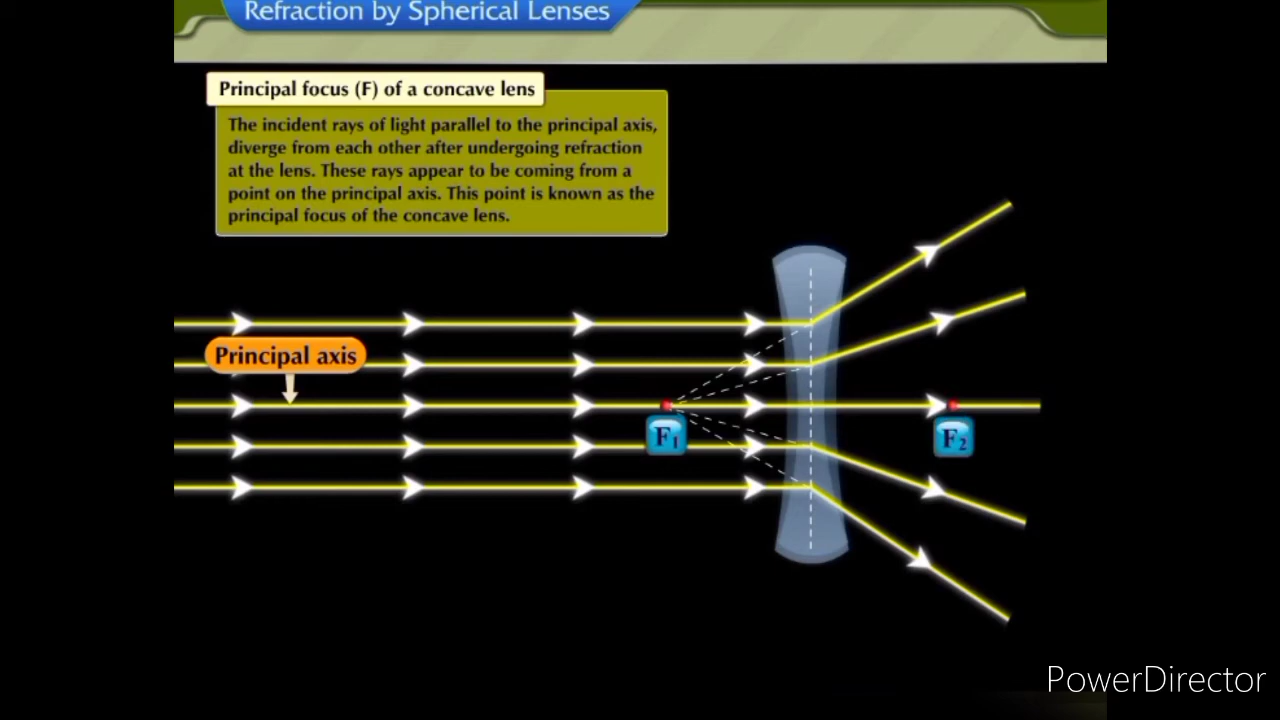 Refraction by Spherical Lenses
Principal focus (F) of a concave lens
The incident rays of light parallel to the principal axis,
diverge from each other after undergoing refraction
at the lens. These rays appear to be coming from a
point on the principal axis. This point is known as the
principal focus of the concave lens.
Principal axis
F₁
F₂
PowerDirector